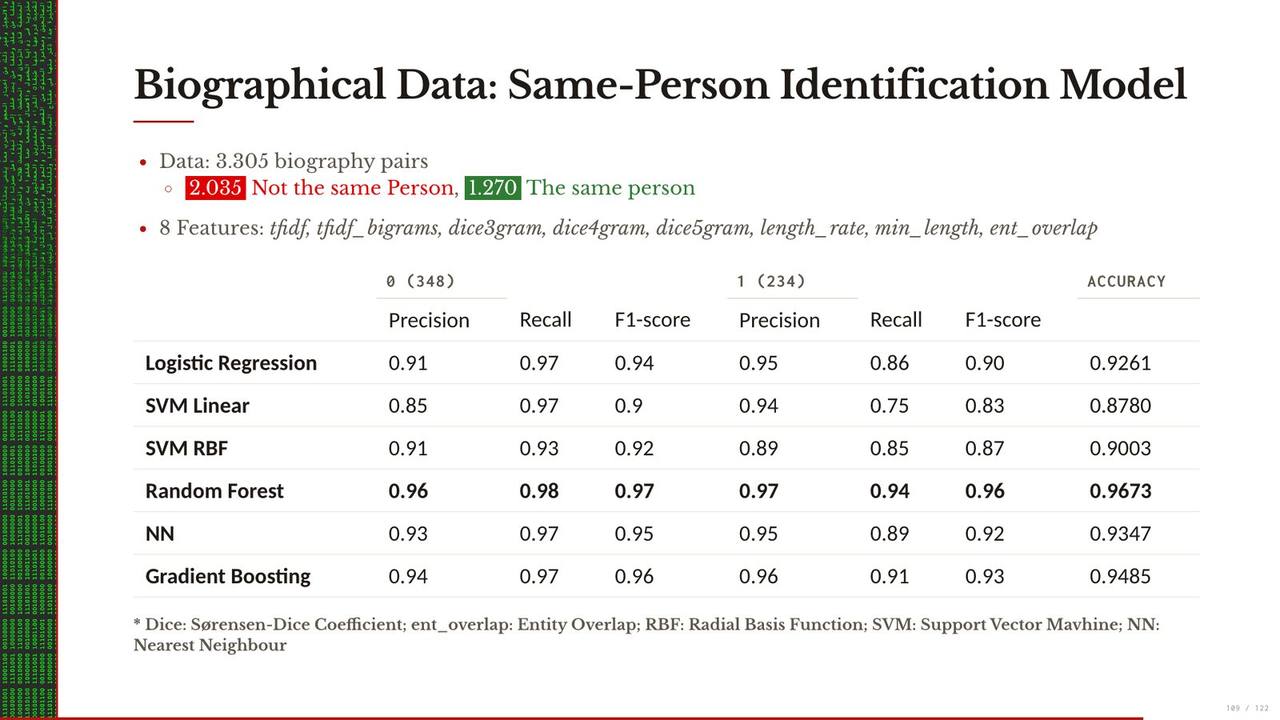 Biographical Data: Same-Person Identification Model
• Data: 3.305 biography pairs
○ 2.035 Not the same Person, 1.270 The same person
• 8 Features: tfidf, tfidf_bigrams, dice3gram, dice4gram, dice5gram, length_rate, min_length, ent_overlap
0 (348) 1 (234) ACCURACY
Precision Recall F1-score Precision Recall F1-score
Logistic Regression 0.91 0.97 0.94 0.95 0.86 0.90 0.9261
SVM Linear 0.85 0.97 0.9 0.94 0.75 0.83 0.8780
SVM RBF 0.91 0.93 0.92 0.89 0.85 0.87 0.9003
Random Forest 0.96 0.98 0.97 0.97 0.94 0.96 0.9673
NN 0.93 0.97 0.95 0.95 0.89 0.92 0.9347
Gradient Boosting 0.94 0.97 0.96 0.96 0.91 0.93 0.9485
* Dice: Sørensen-Dice Coefficient; ent_overlap: Entity Overlap; RBF: Radial Basis Function; SVM: Support Vector Mavhine; NN:
Nearest Neighbour
109 / 122